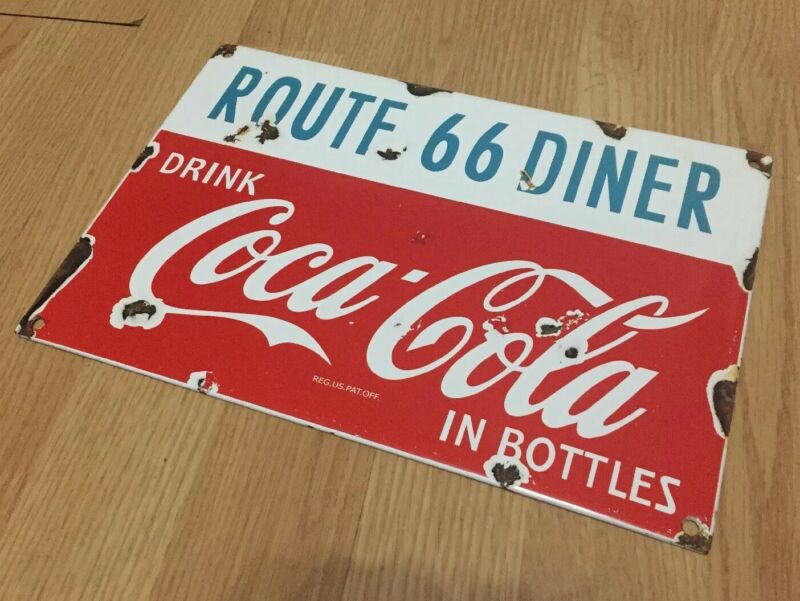 ROUTE 66 DINER
DRINK
Coca-Cola
REG.US.PAT.OFF.
IN BOTTLES